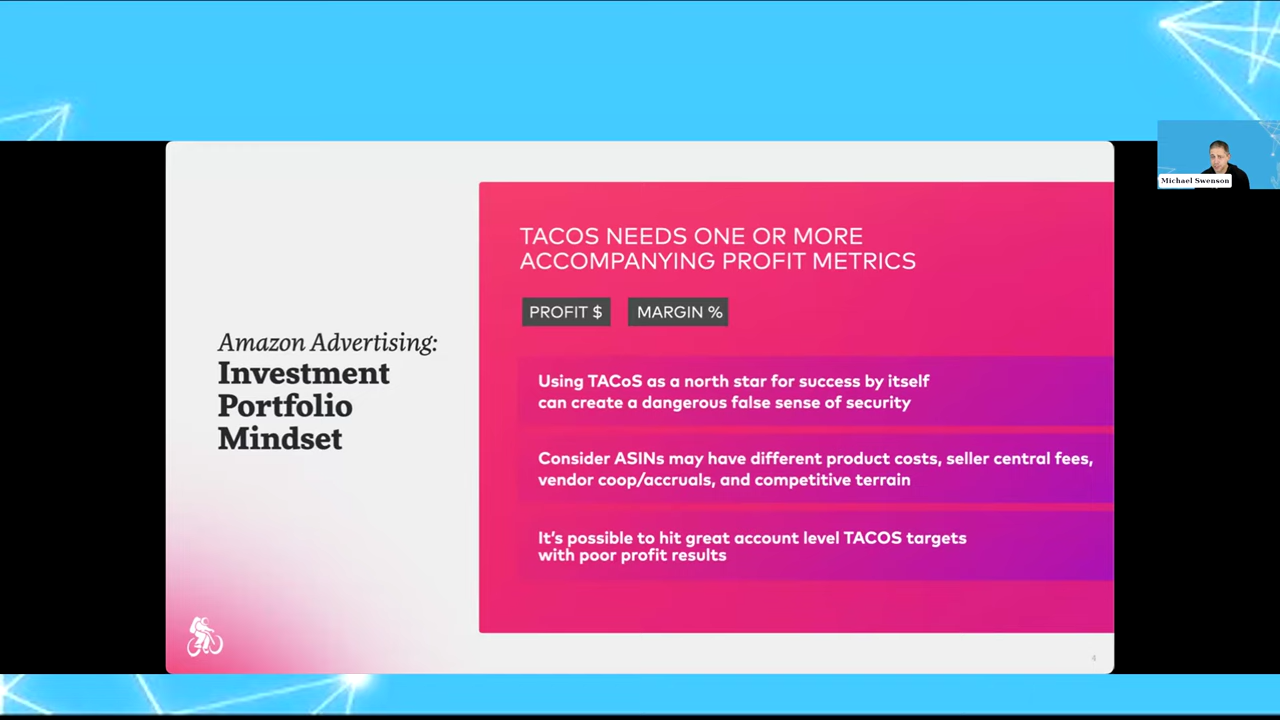 Michael Swenson
TACOS NEEDS ONE OR MORE
ACCOMPANYING PROFIT METRICS
PROFIT $
MARGIN %
Amazon Advertising:
Investment
Portfolio
Mindset
Using TACoS as a north star for success by itself
can create a dangerous false sense of security
Consider ASINs may have different product costs, seller central fees,
vendor coop/accruals, and competitive terrain
It's possible to hit great account level TACOS targets
with poor profit results
4